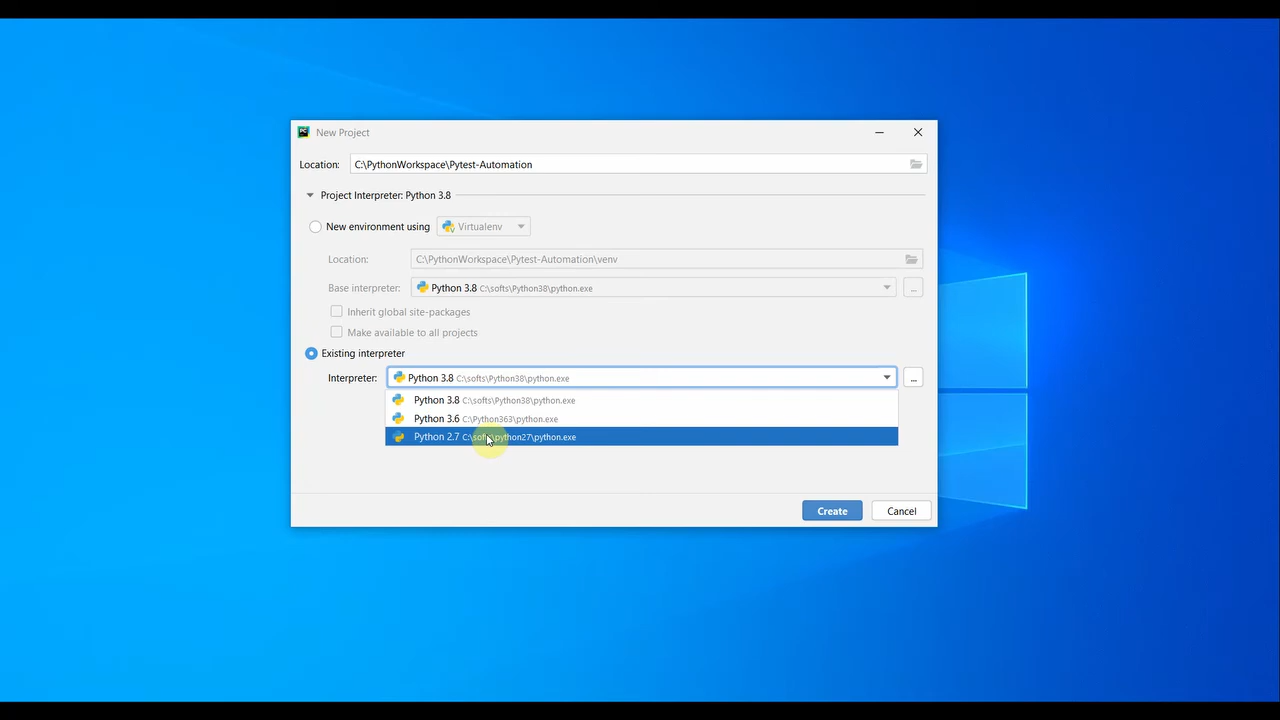 PC New Project
Location: C:\PythonWorkspace\Pytest-Automation
Project Interpreter: Python 3.8
New environment using Virtualenv
Location: C:\PythonWorkspace\Pytest-Automation\venv
Base interpreter: Python 3.8 C:\softs\Python38\python.exe ...
Inherit global site-packages
Make available to all projects
Existing interpreter
Interpreter: Python 3.8 C:\softs\Python38\python.exe ...
Python 3.8 C:\softs\Python38\python.exe
Python 3.6 C:\Python363\python.exe
Python 2.7 C:\softs\python27\python.exe
Create Cancel